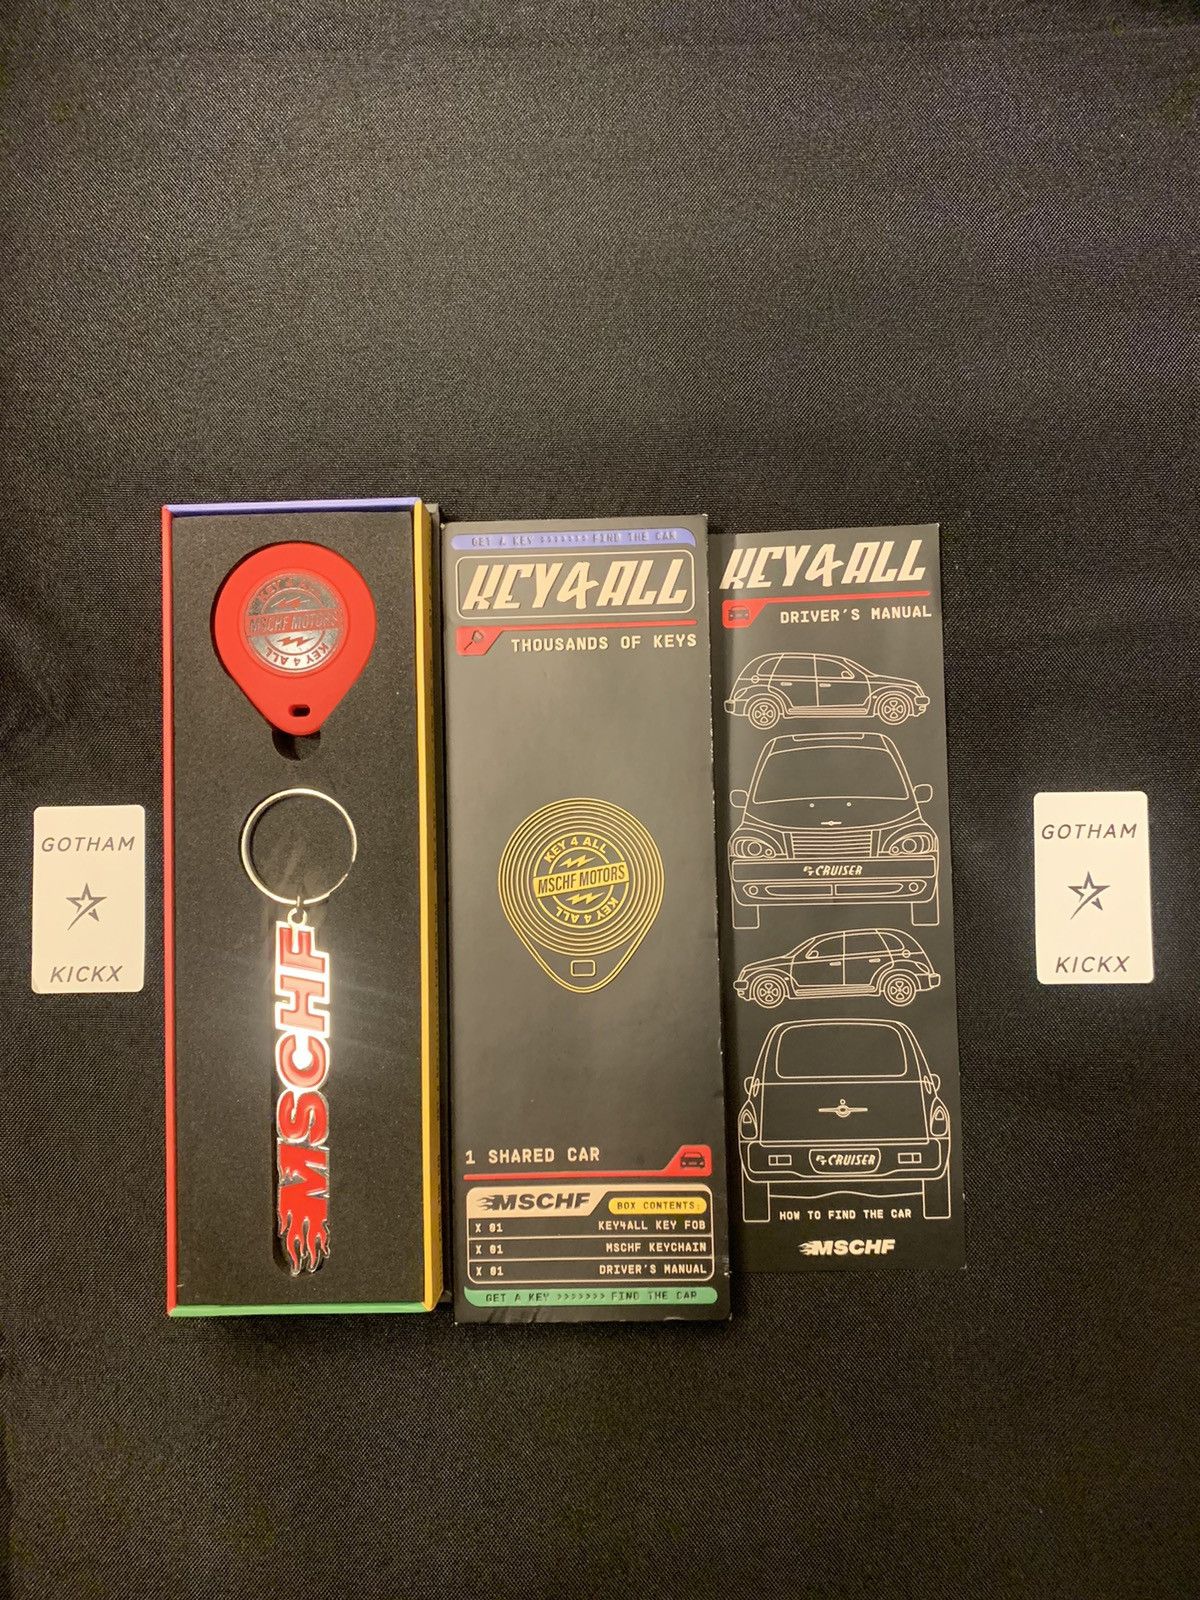 KEY 4 ALL
MSCHF MOTORS
KEY 4 ALL
MSCHF
GET A KEY >>>>>>> FIND THE CAR
KEY4ALL
THOUSANDS OF KEYS
KEY 4 ALL
MSCHF MOTORS
KEY 4 ALL
1 SHARED CAR
MSCHF BOX CONTENTS:
X 01 KEY4ALL KEY FOB
X 01 MSCHF KEYCHAIN
X 01 DRIVER'S MANUAL
GET A KEY >>>>>>> FIND THE CAR
KEY4ALL
DRIVER'S MANUAL
PT CRUISER
PT CRUISER
HOW TO FIND THE CAR
MSCHF
GOTHAM
KICKX
GOTHAM
KICKX